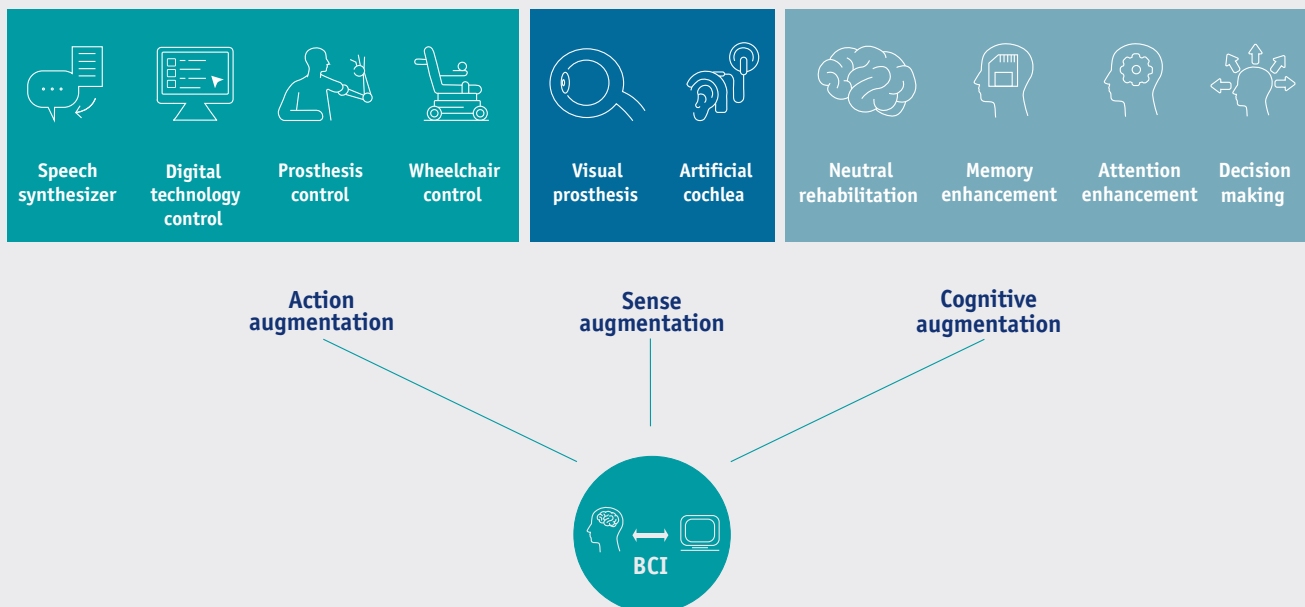 Speech
synthesizer
Digital
technology
control
Prosthesis
control
Wheelchair
control
Visual
prosthesis
Artificial
cochlea
Neutral
rehabilitation
Memory
enhancement
Attention
enhancement
Decision
making
Action
augmentation
Sense
augmentation
Cognitive
augmentation
BCI